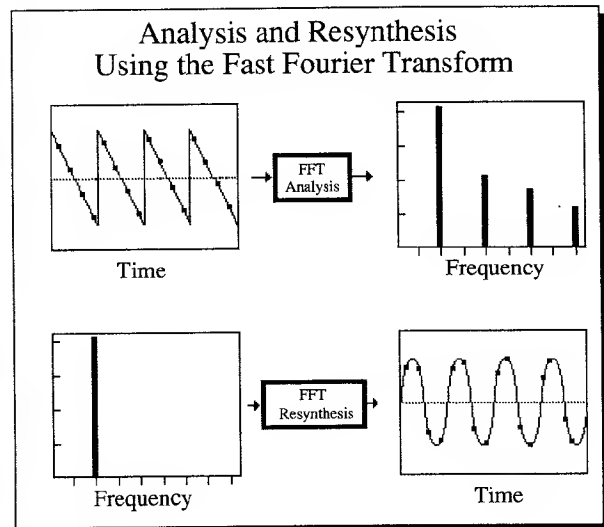 Analysis and Resynthesis
Using the Fast Fourier Transform
FFT
Analysis
Time
Frequency
FFT
Resynthesis
Frequency
Time